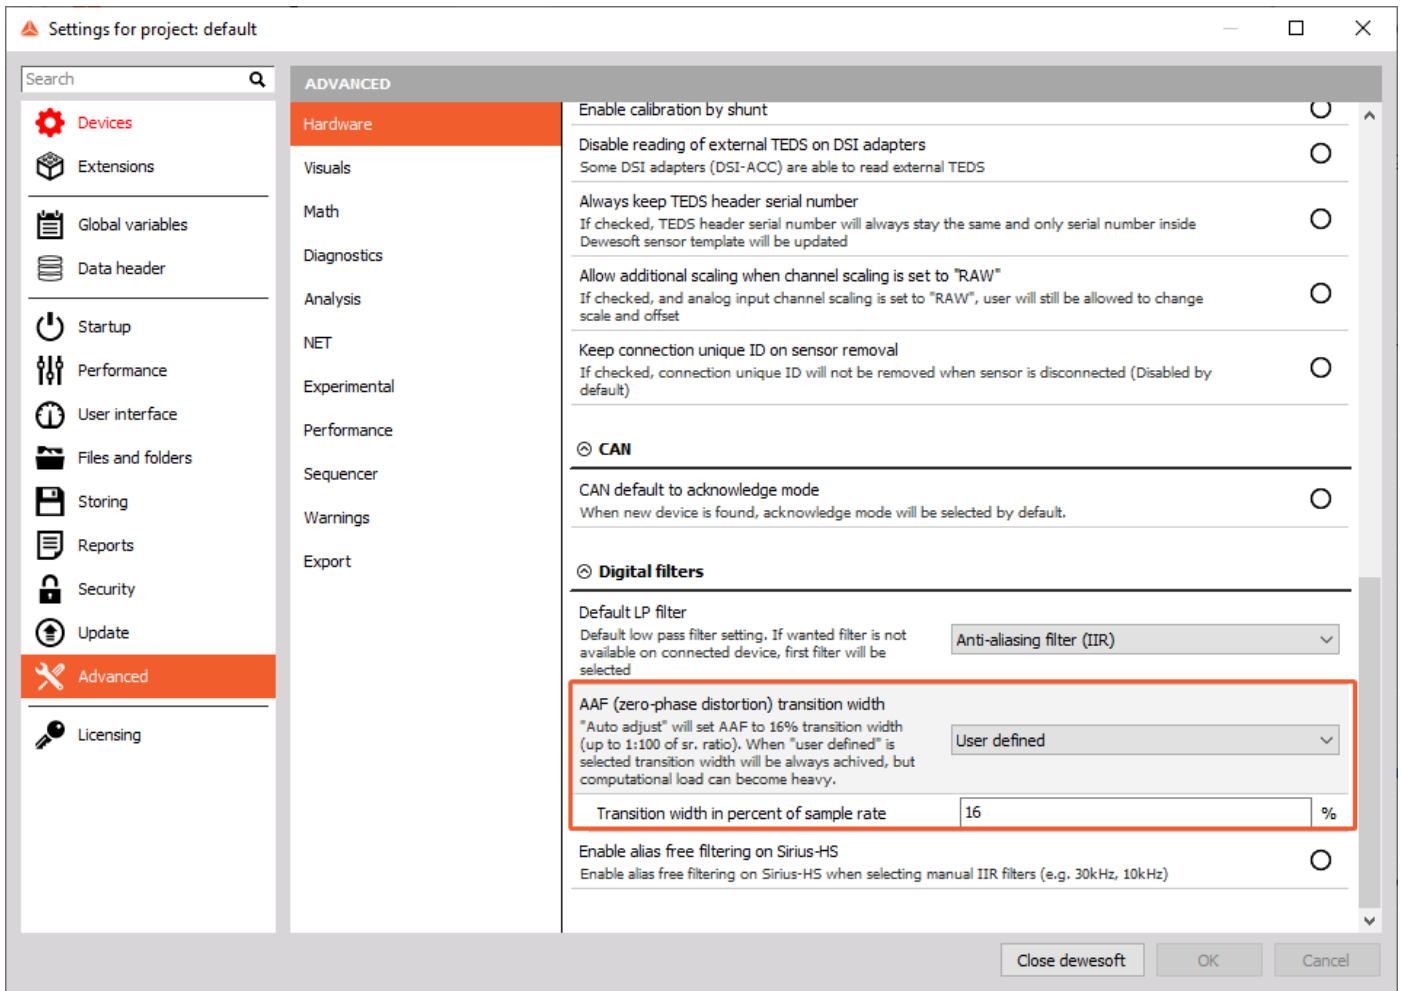 Settings for project: default
Search
Devices
Extensions
Global variables
Data header
Startup
Performance
User interface
Files and folders
Storing
Reports
Security
Update
Advanced
Licensing
ADVANCED
Hardware
Visuals
Math
Diagnostics
Analysis
NET
Experimental
Performance
Sequencer
Warnings
Export
Enable calibration by shunt
Disable reading of external TEDS on DSI adapters
Some DSI adapters (DSI-ACC) are able to read external TEDS
Always keep TEDS header serial number
If checked, TEDS header serial number will always stay the same and only serial number inside
Dewesoft sensor template will be updated
Allow additional scaling when channel scaling is set to "RAW"
If checked, and analog input channel scaling is set to "RAW", user will still be allowed to change
scale and offset
Keep connection unique ID on sensor removal
If checked, connection unique ID will not be removed when sensor is disconnected (Disabled by
default)
CAN
CAN default to acknowledge mode
When new device is found, acknowledge mode will be selected by default.
Digital filters
Default LP filter
Default low pass filter setting. If wanted filter is not
available on connected device, first filter will be
selected
Anti-aliasing filter (IIR)
AAF (zero-phase distortion) transition width
"Auto adjust" will set AAF to 16% transition width
(up to 1:100 of sr. ratio). When "user defined" is
selected transition width will be always achived, but
computational load can become heavy.
User defined
Transition width in percent of sample rate
16
%
Enable alias free filtering on Sirius-HS
Enable alias free filtering on Sirius-HS when selecting manual IIR filters (e.g. 30kHz, 10kHz)
Close dewesoft
OK
Cancel